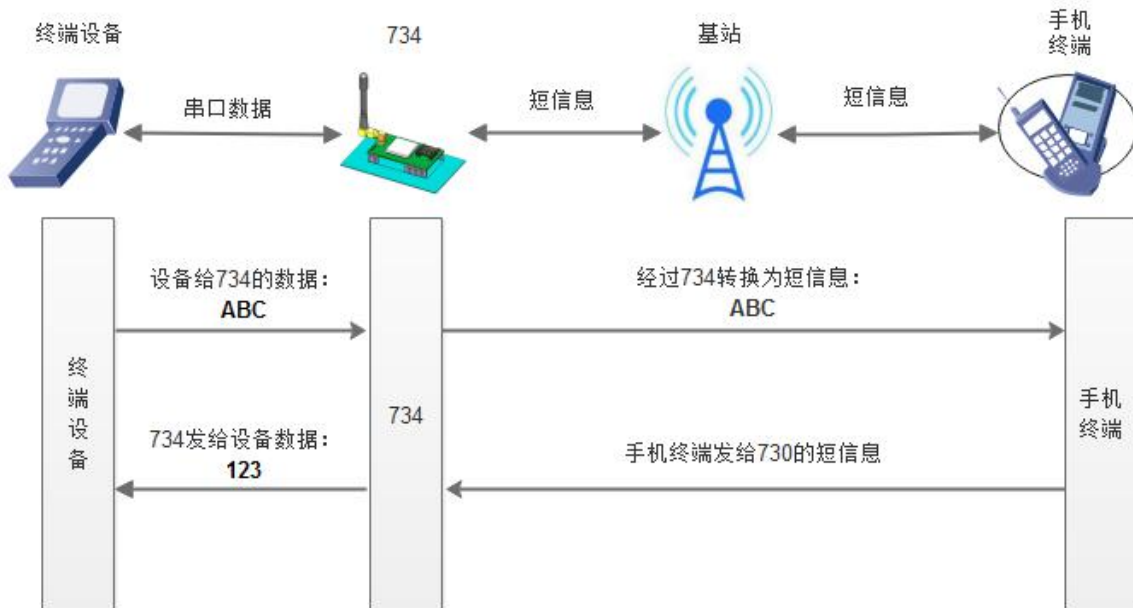 终端设备
734
基站
手机
终端
串口数据
短信息
短信息
设备给734的数据：
ABC
经过734转换为短信息：
ABC
终
端
设
备
734
手机
终端
734发给设备数据：
123
手机终端发给730的短信息